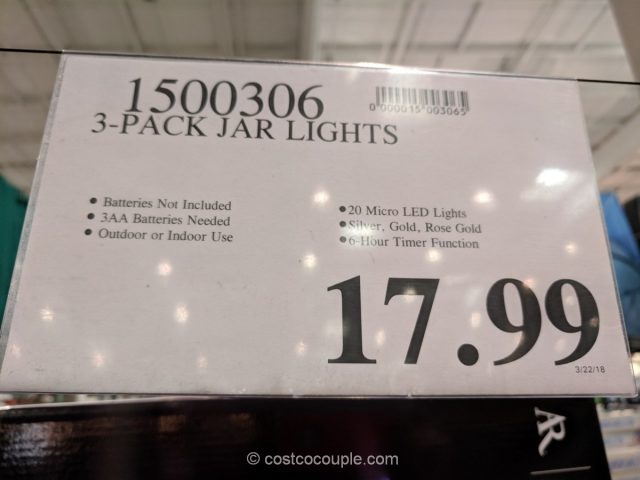 1500306
0 000015 003065
3-PACK JAR LIGHTS
• Batteries Not Included
• 3AA Batteries Needed
• Outdoor or Indoor Use
• 20 Micro LED Lights
• Silver, Gold, Rose Gold
• 6-Hour Timer Function
17.99
3/22/18
AR
© costcocouple.com